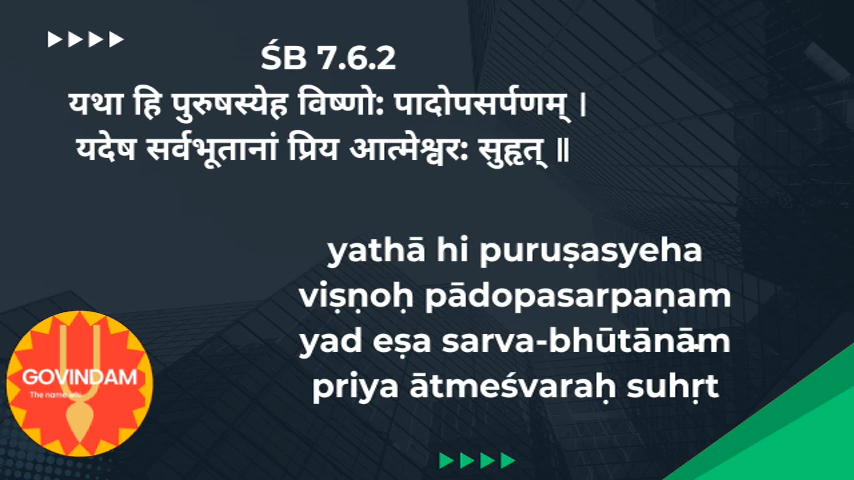 ŚB 7.6.2
यथा हि पुरुषस्येह विष्णो: पादोपसर्पणम् ।
यदेष सर्वभूतानां प्रिय आत्मेश्वर: सुहृत् ॥
yathā hi puruṣasyeha
viṣṇoḥ pādopasarpaṇam
yad eṣa sarva-bhūtānāṁ
priya ātmeśvaraḥ suhṛt
GOVINDAM
The name